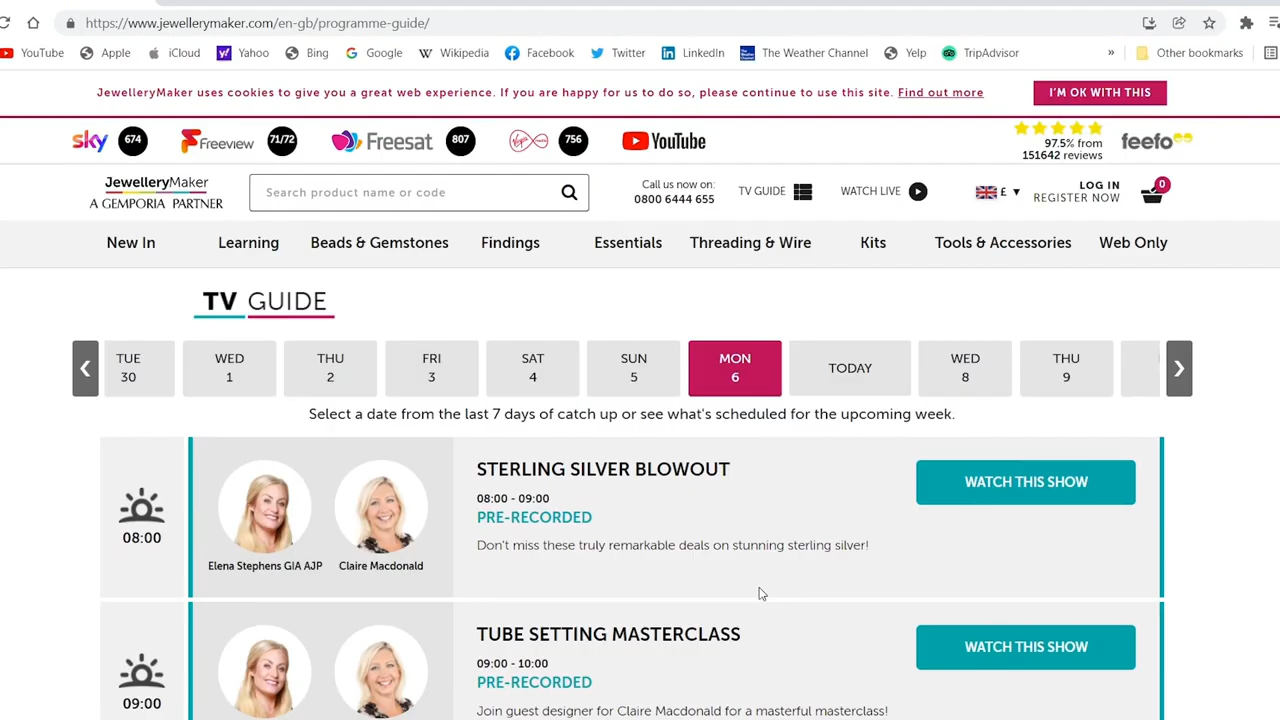 https://www.jewellerymaker.com/en-gb/programme-guide/
YouTube Apple iCloud Yahoo Bing Google Wikipedia Facebook Twitter LinkedIn The Weather Channel Yelp TripAdvisor » Other bookmarks
JewelleryMaker uses cookies to give you a great web experience. If you are happy for us to do so, please continue to use this site. Find out more
I'M OK WITH THIS
sky 674 Freeview 71/72 Freesat 807 Virgin media 756 YouTube
97.5% from
151642 reviews
feefo
JewelleryMaker
A GEMPORIA PARTNER
Search product name or code
Call us now on:
0800 6444 655
TV GUIDE
WATCH LIVE
£ ▼
LOG IN
REGISTER NOW
0
New In Learning Beads & Gemstones Findings Essentials Threading & Wire Kits Tools & Accessories Web Only
TV GUIDE
TUE
30
WED
1
THU
2
FRI
3
SAT
4
SUN
5
MON
6
TODAY
WED
8
THU
9
Select a date from the last 7 days of catch up or see what's scheduled for the upcoming week.
08:00
Elena Stephens GIA AJP
Claire Macdonald
STERLING SILVER BLOWOUT
08:00 - 09:00
PRE-RECORDED
Don't miss these truly remarkable deals on stunning sterling silver!
WATCH THIS SHOW
09:00
TUBE SETTING MASTERCLASS
09:00 - 10:00
PRE-RECORDED
Join guest designer for Claire Macdonald for a masterful masterclass!
WATCH THIS SHOW